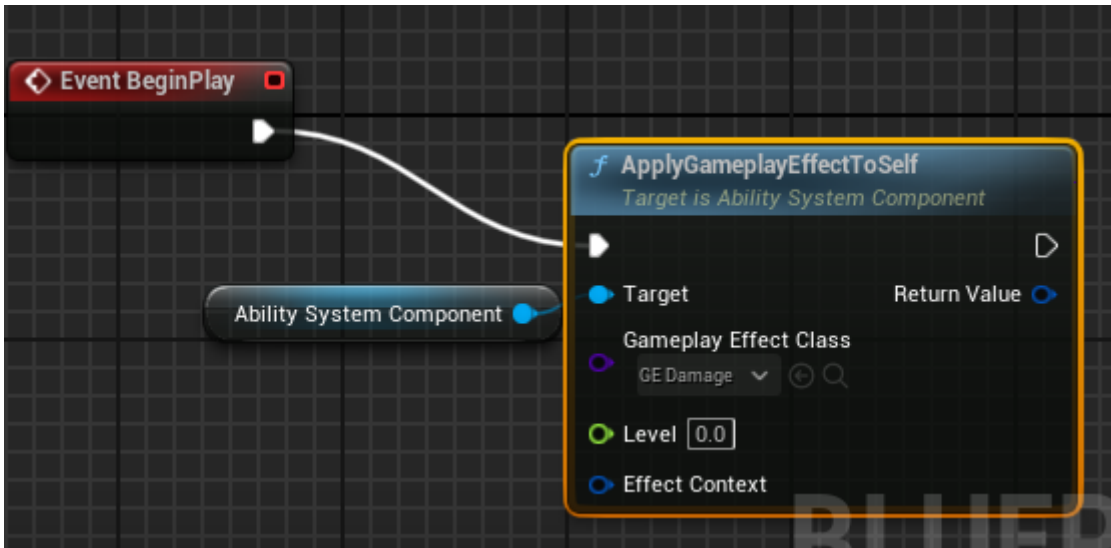 Event BeginPlay
ApplyGameplayEffectToSelf
Target is Ability System Component
Target
Return Value
Ability System Component
Gameplay Effect Class
GE Damage
Level 0.0
Effect Context